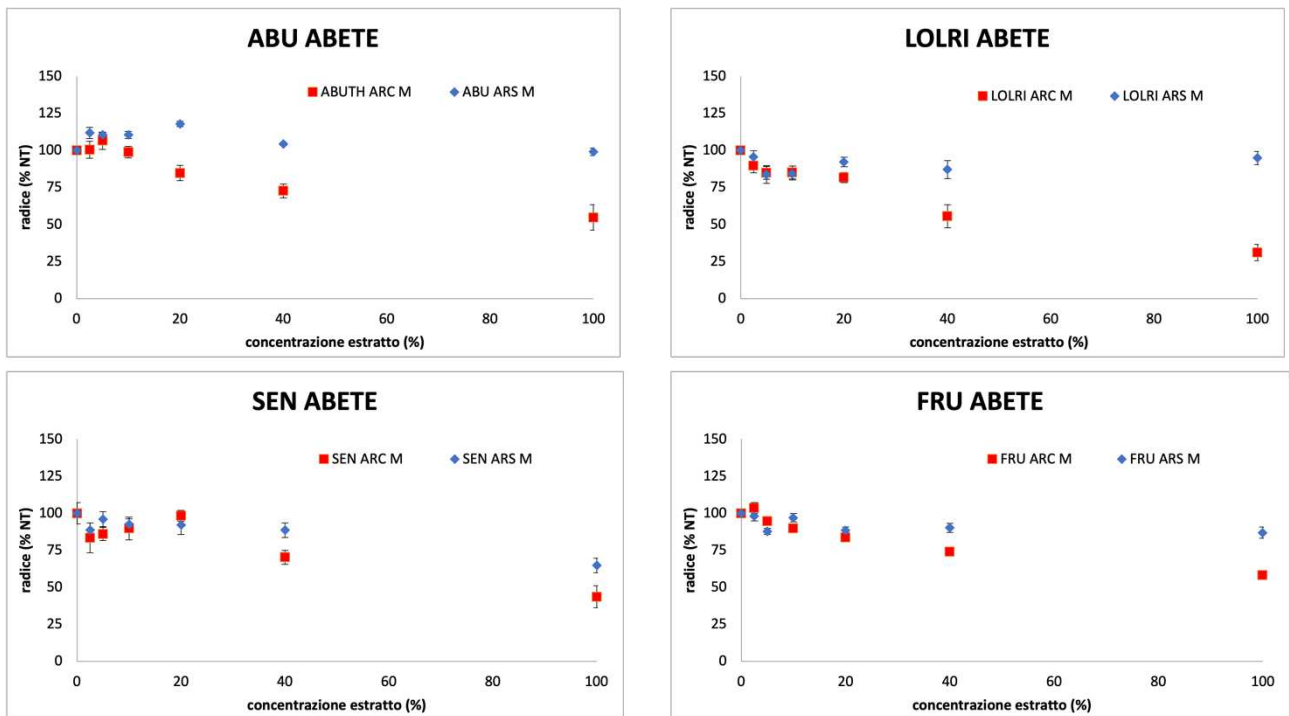 ABU ABETE
150
125
100
75
50
25
0
radice (% NT)
ABUTH ARC M
ABU ARS M
0 20 40 60 80 100
concentrazione estratto (%)
LOLRI ABETE
150
125
100
75
50
25
0
radice (% NT)
LOLRI ARC M
LOLRI ARS M
0 20 40 60 80 100
concentrazione estratto (%)
SEN ABETE
150
125
100
75
50
25
0
radice (% NT)
SEN ARC M
SEN ARS M
0 20 40 60 80 100
concentrazione estratto (%)
FRU ABETE
150
125
100
75
50
25
0
radice (% NT)
FRU ARC M
FRU ARS M
0 20 40 60 80 100
concentrazione estratto (%)